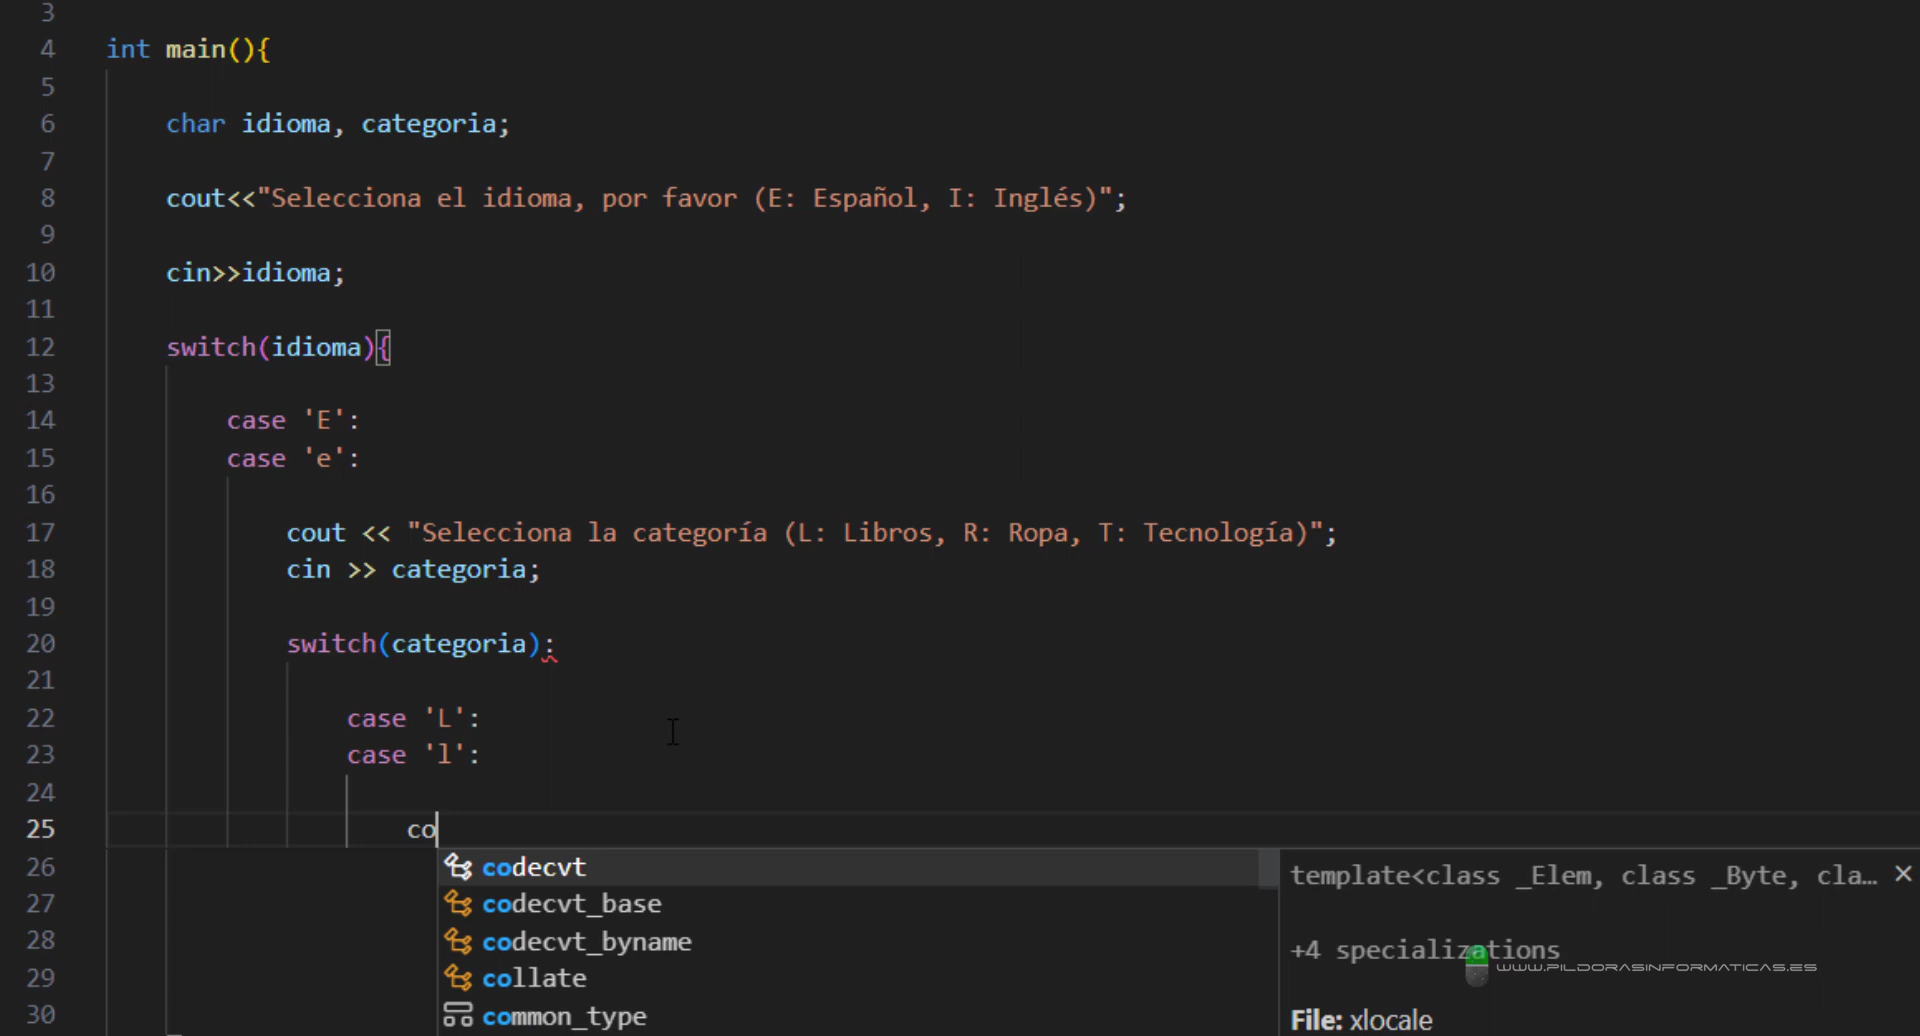 3
4 int main(){
5
6 char idioma, categoria;
7
8 cout<<"Selecciona el idioma, por favor (E: Español, I: Inglés)";
9
10 cin>>idioma;
11
12 switch(idioma){
13
14 case 'E':
15 case 'e':
16
17 cout << "Selecciona la categoría (L: Libros, R: Ropa, T: Tecnología)";
18 cin >> categoria;
19
20 switch(categoria):
21
22 case 'L':
23 case 'l':
24
25 co
26 codecvt
27 codecvt_base
28 codecvt_byname
29 collate
30 common_type
template<class _Elem, class _Byte, cla…
+4 specializations
WWW.PILDORASINFORMATICAS.ES
File: xlocale